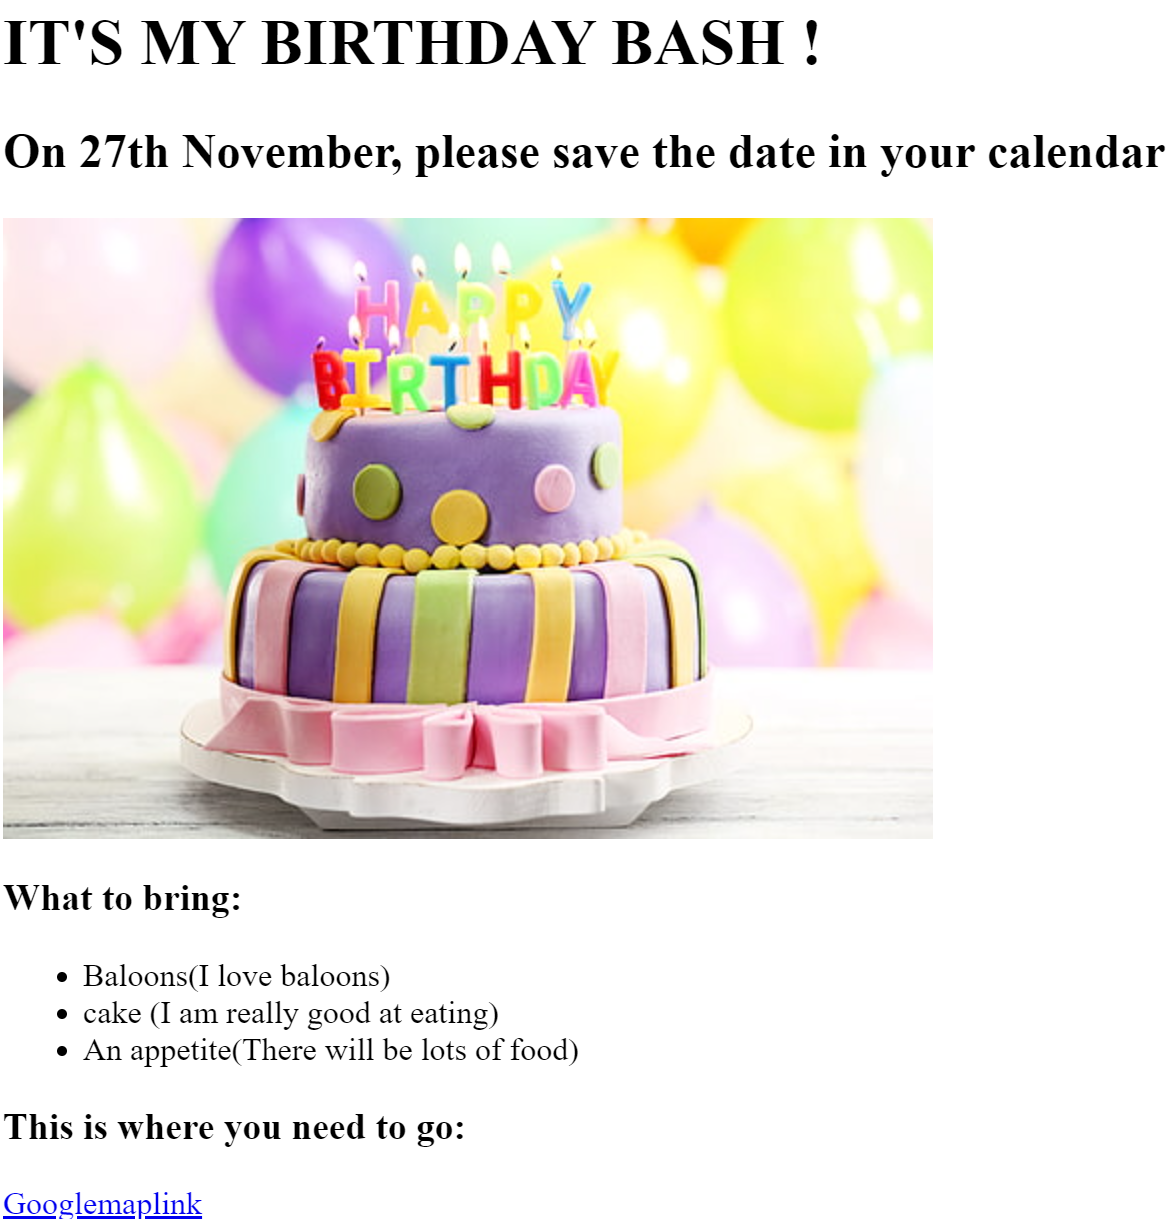 IT'S MY BIRTHDAY BASH !
On 27th November, please save the date in your calendar
HAPPY
BIRTHDAY
What to bring:
Baloons(I love baloons)
cake (I am really good at eating)
An appetite(There will be lots of food)
This is where you need to go:
Googlemaplink